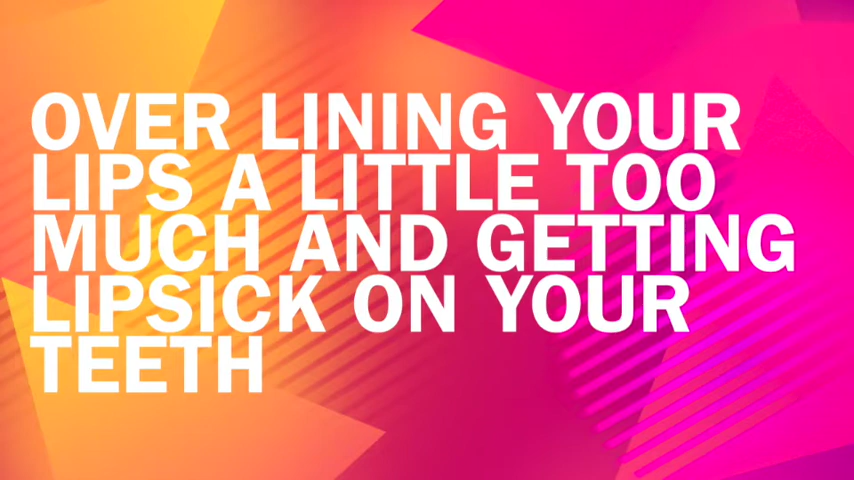 OVER LINING YOUR
LIPS A LITTLE TOO
MUCH AND GETTING
LIPSICK ON YOUR
TEETH